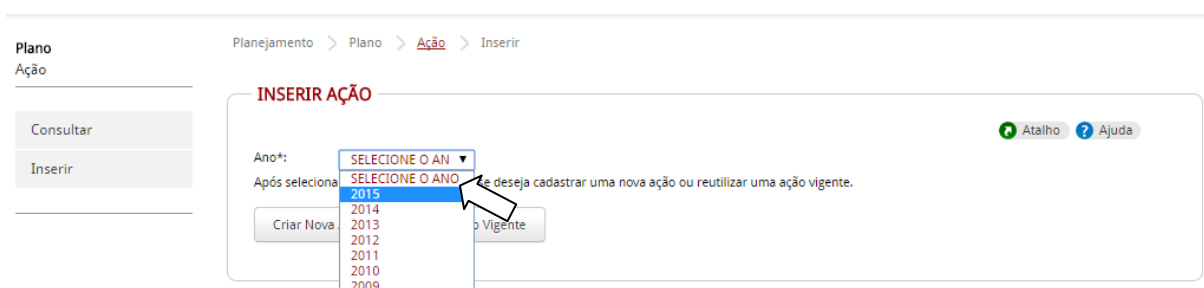 Plano
Ação
Consultar
Inserir
Planejamento > Plano > Ação > Inserir
INSERIR AÇÃO
Atalho Ajuda
Ano*: SELECIONE O AN
SELECIONE O ANO
Após seleciona se deseja cadastrar uma nova ação ou reutilizar uma ação vigente.
2015
2014
Criar Nova Vigente
2013
2012
2011
2010
2009